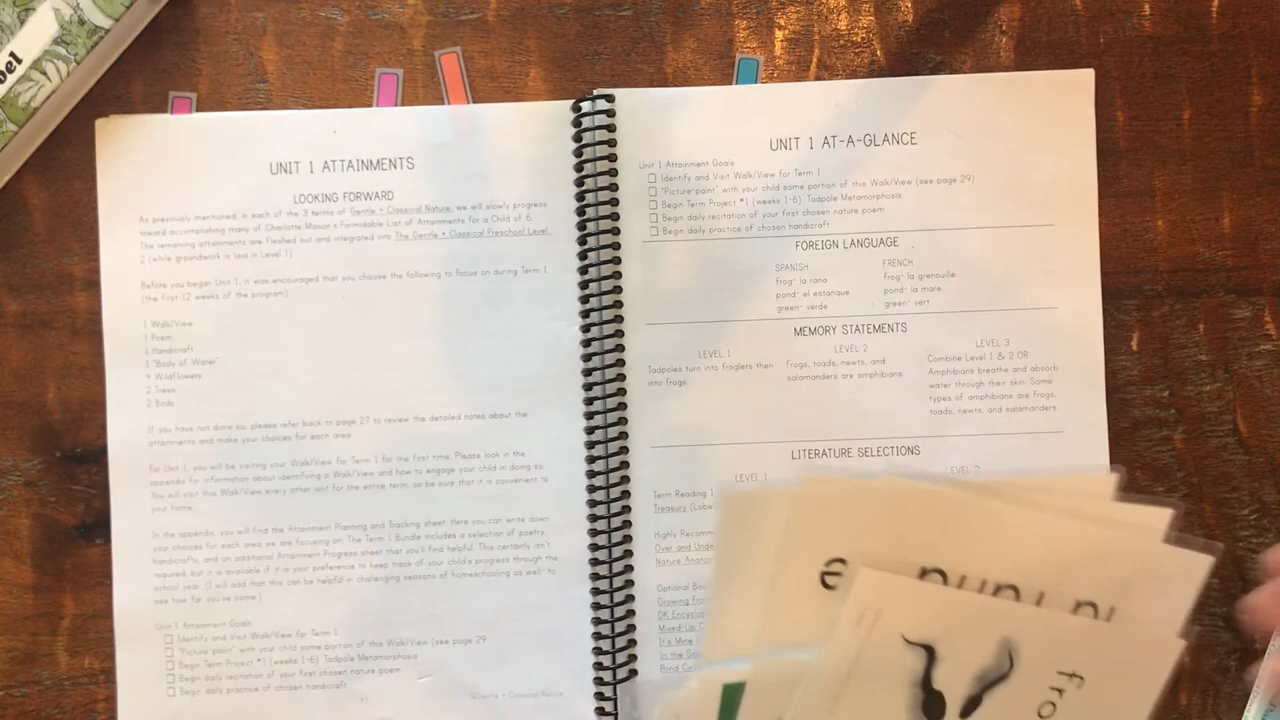 bel
UNIT 1 ATTAINMENTS
LOOKING FORWARD
As previously mentioned, in each of the 3 terms of Gentle + Classical Nature, we will slowly progress
toward accomplishing many of Charlotte Mason's Formidable List of Attainments for a Child of 6.
The remaining attainments are fleshed out and integrated into The Gentle + Classical Preschool Level
2 (while groundwork is laid in Level 1)
Before you began Unit 1, it was encouraged that you choose the following to focus on during Term 1
(the first 12 weeks of the program)
1 Walk/View
1 Poem
1 Handicraft
1 "Body of Water"
4 Wildflowers
2 Trees
2 Birds
If you have not done so, please refer back to page 27 to review the detailed notes about the
attainments and make your choices for each area
For Unit 1, you will be visiting your Walk/View for Term 1 for the first time. Please look in the
appendix for information about identifying a Walk/View and how to engage your child in doing so.
You will visit this Walk/View every other unit for the entire term, so be sure that it is convenient to
your home.
In the appendix, you will find the Attainment Planning and Tracking sheet. Here you can write down
your choices for each area we are focusing on. The Term 1 Bundle includes a selection of poetry,
handicrafts, and an additional Attainment Progress sheet that you'll find helpful. This certainly isn't
required, but it is available if it is your preference to keep track of your child's progress through the
school year. (I will add that this can be helpful in challenging seasons of homeschooling as well- to
see how far you've come.)
Unit 1 Attainment Goals
Identify and Visit Walk/View for Term 1
"Picture-paint" with your child some portion of this Walk/View (see page 29
Begin Term Project #1 (weeks 1-6) Tadpole Metamorphosis
Begin daily recitation of your first chosen nature poem
Begin daily practice of chosen handicraft
©Gentle + Classical Nature
UNIT 1 AT-A-GLANCE
Unit 1 Attainment Goals
Identify and Visit Walk/View for Term 1
"Picture-paint" with your child some portion of this Walk/View (see page 29)
Begin Term Project #1 (weeks 1-6) Tadpole Metamorphosis
Begin daily recitation of your first chosen nature poem
Begin daily practice of chosen handicraft
FOREIGN LANGUAGE
SPANISH
frog- la rana
pond- el estanque
green- verde
FRENCH
frog- la grenouille
pond- la mare
green- vert
MEMORY STATEMENTS
LEVEL 1
Tadpoles turn into froglets then
into frogs.
LEVEL 2
Frogs, toads, newts, and
salamanders are amphibians.
LEVEL 3
Combine Level 1 & 2 OR
Amphibians breathe and absorb
water through their skin. Some
types of amphibians are frogs,
toads, newts, and salamanders.
LITERATURE SELECTIONS
LEVEL 1
LEVEL 2
Term Reading 1
Treasury (Lobel
Highly Recomm
Over and Unde
Nature Anato
Optional Boo
Growing Fro
DK Encyclo
Mixed-Up C
It's Mine
In the Sm
Pond
fro